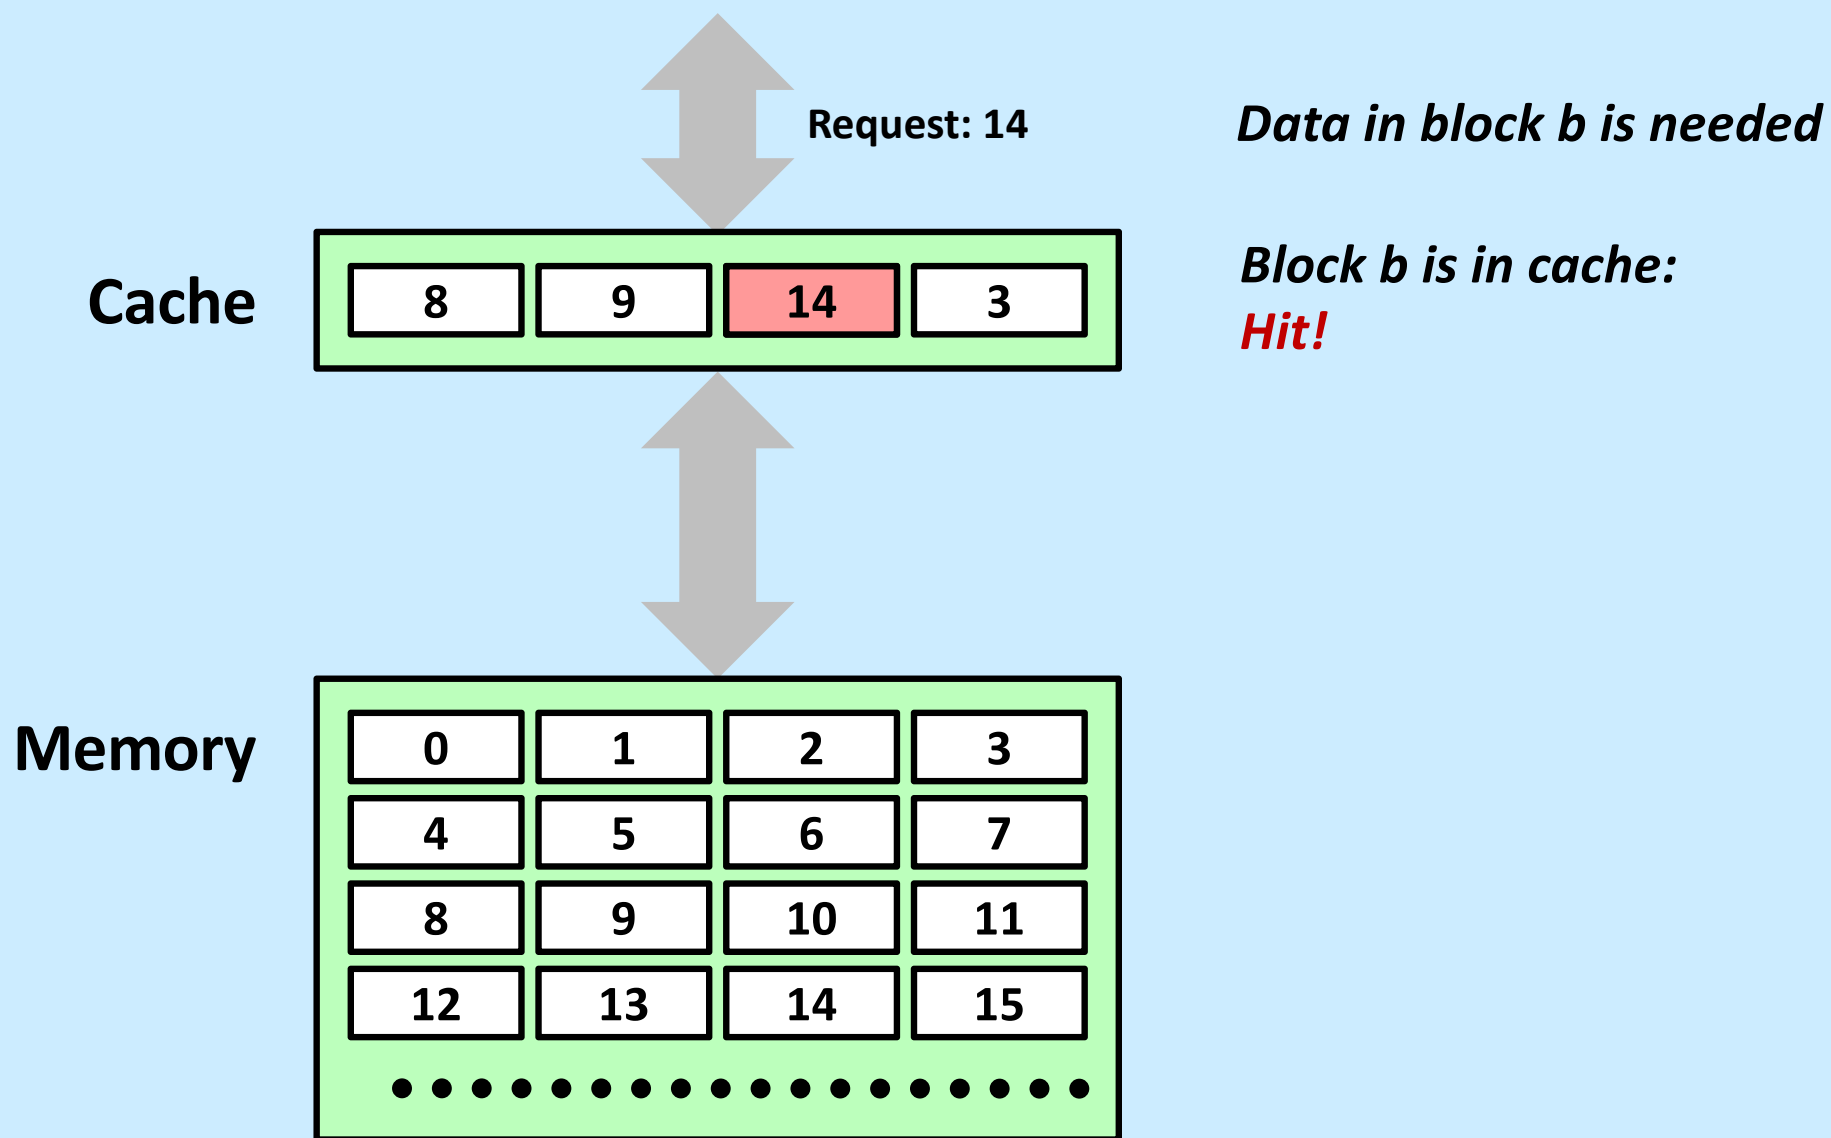 Request: 14
Data in block b is needed
Cache
8 9 14 3
Block b is in cache:
Hit!
Memory
0 1 2 3
4 5 6 7
8 9 10 11
12 13 14 15